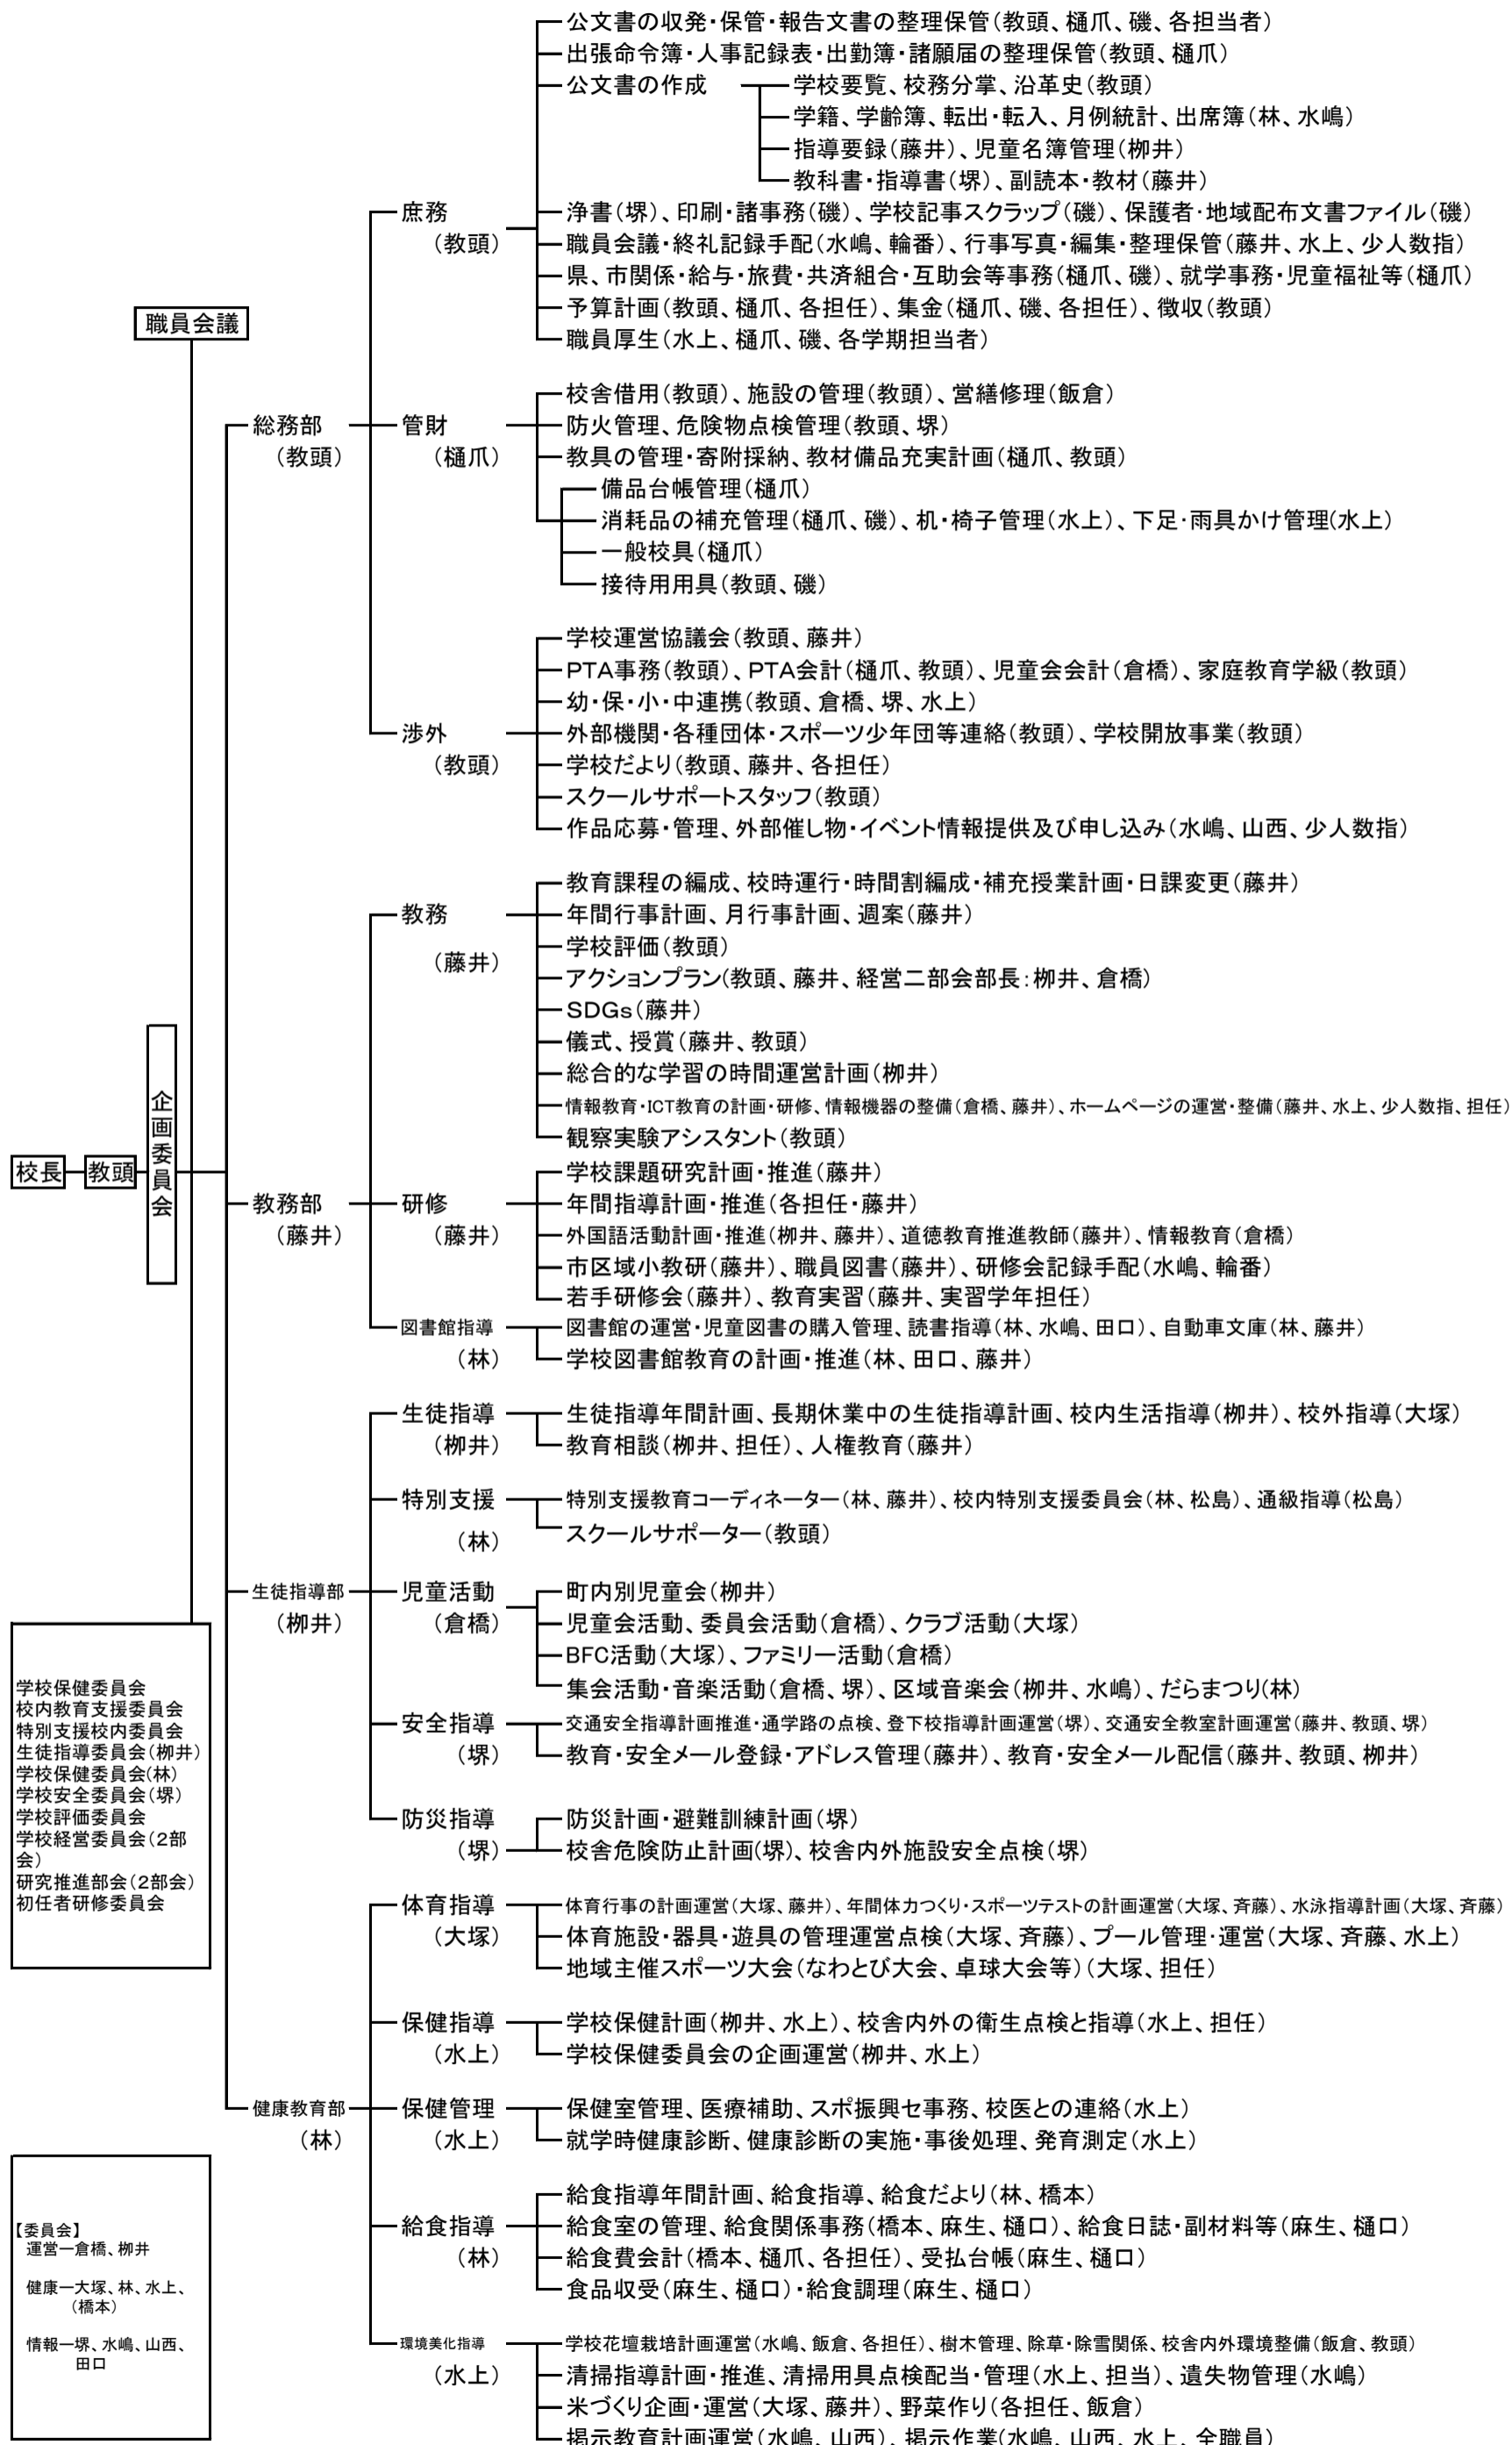 公文書の収発・保管・報告文書の整理保管(教頭、樋爪、磯、各担当者)
出張命令簿・人事記録表・出勤簿・諸願届の整理保管(教頭、樋爪)
公文書の作成
学校要覧、校務分掌、沿革史(教頭)
学籍、学齢簿、転出・転入、月例統計、出席簿(林、水嶋)
指導要録(藤井)、児童名簿管理(栁井)
教科書・指導書(堺)、副読本・教材(藤井)
庶務
(教頭)
浄書(堺)、印刷・諸事務(磯)、学校記事スクラップ(磯)、保護者・地域配布文書ファイル(磯)
職員会議・終礼記録手配(水嶋、輪番)、行事写真・編集・整理保管(藤井、水上、少人数指)
県、市関係・給与・旅費・共済組合・互助会等事務(樋爪、磯)、就学事務・児童福祉等(樋爪)
予算計画(教頭、樋爪、各担任)、集金(樋爪、磯、各担任)、徴収(教頭)
職員厚生(水上、樋爪、磯、各学期担当者)
職員会議
総務部
(教頭)
管財
(樋爪)
校舎借用(教頭)、施設の管理(教頭)、営繕修理(飯倉)
防火管理、危険物点検管理(教頭、堺)
教具の管理・寄附採納、教材備品充実計画(樋爪、教頭)
備品台帳管理(樋爪)
消耗品の補充管理(樋爪、磯)、机・椅子管理(水上)、下足・雨具かけ管理(水上)
一般校具(樋爪)
接待用用具(教頭、磯)
渉外
(教頭)
学校運営協議会(教頭、藤井)
PTA事務(教頭)、PTA会計(樋爪、教頭)、児童会会計(倉橋)、家庭教育学級(教頭)
幼・保・小・中連携(教頭、倉橋、堺、水上)
外部機関・各種団体・スポーツ少年団等連絡(教頭)、学校開放事業(教頭)
学校だより(教頭、藤井、各担任)
スクールサポートスタッフ(教頭)
作品応募・管理、外部催し物・イベント情報提供及び申し込み(水嶋、山西、少人数指)
校長
教頭
企画委員会
教務部
(藤井)
教務
(藤井)
教育課程の編成、校時運行・時間割編成・補充授業計画・日課変更(藤井)
年間行事計画、月行事計画、週案(藤井)
学校評価(教頭)
アクションプラン(教頭、藤井、経営二部会部長:栁井、倉橋)
SDGs(藤井)
儀式、授賞(藤井、教頭)
総合的な学習の時間運営計画(栁井)
情報教育・ICT教育の計画・研修、情報機器の整備(倉橋、藤井)、ホームページの運営・整備(藤井、水上、少人数指、担任)
観察実験アシスタント(教頭)
研修
(藤井)
学校課題研究計画・推進(藤井)
年間指導計画・推進(各担任・藤井)
外国語活動計画・推進(栁井、藤井)、道徳教育推進教師(藤井)、情報教育(倉橋)
市区域小教研(藤井)、職員図書(藤井)、研修会記録手配(水嶋、輪番)
若手研修会(藤井)、教育実習(藤井、実習学年担任)
図書館指導
(林)
図書館の運営・児童図書の購入管理、読書指導(林、水嶋、田口)、自動車文庫(林、藤井)
学校図書館教育の計画・推進(林、田口、藤井)
生徒指導部
(栁井)
生徒指導
(栁井)
生徒指導年間計画、長期休業中の生徒指導計画、校内生活指導(栁井)、校外指導(大塚)
教育相談(栁井、担任)、人権教育(藤井)
特別支援
(林)
特別支援教育コーディネーター(林、藤井)、校内特別支援委員会(林、松島)、通級指導(松島)
スクールサポーター(教頭)
児童活動
(倉橋)
町内別児童会(栁井)
児童会活動、委員会活動(倉橋)、クラブ活動(大塚)
BFC活動(大塚)、ファミリー活動(倉橋)
集会活動・音楽活動(倉橋、堺)、区域音楽会(栁井、水嶋)、だらまつり(林)
安全指導
(堺)
交通安全指導計画推進・通学路の点検、登下校指導計画運営(堺)、交通安全教室計画運営(藤井、教頭、堺)
教育・安全メール登録・アドレス管理(藤井)、教育・安全メール配信(藤井、教頭、栁井)
防災指導
(堺)
防災計画・避難訓練計画(堺)
校舎危険防止計画(堺)、校舎内外施設安全点検(堺)
学校保健委員会
校内教育支援委員会
特別支援校内委員会
生徒指導委員会(栁井)
学校保健委員会(林)
学校安全委員会(堺)
学校評価委員会
学校経営委員会(2部
会)
研究推進部会(2部会)
初任者研修委員会
健康教育部
(林)
体育指導
(大塚)
体育行事の計画運営(大塚、藤井)、年間体力つくり・スポーツテストの計画運営(大塚、斉藤)、水泳指導計画(大塚、斉藤)
体育施設・器具・遊具の管理運営点検(大塚、斉藤)、プール管理・運営(大塚、斉藤、水上)
地域主催スポーツ大会(なわとび大会、卓球大会等)(大塚、担任)
保健指導
(水上)
学校保健計画(栁井、水上)、校舎内外の衛生点検と指導(水上、担任)
学校保健委員会の企画運営(栁井、水上)
保健管理
(水上)
保健室管理、医療補助、スポ振興セ事務、校医との連絡(水上)
就学時健康診断、健康診断の実施・事後処理、発育測定(水上)
給食指導
(林)
給食指導年間計画、給食指導、給食だより(林、橋本)
給食室の管理、給食関係事務(橋本、麻生、樋口)、給食日誌・副材料等(麻生、樋口)
給食費会計(橋本、樋爪、各担任)、受払台帳(麻生、樋口)
食品収受(麻生、樋口)・給食調理(麻生、樋口)
環境美化指導
(水上)
学校花壇栽培計画運営(水嶋、飯倉、各担任)、樹木管理、除草・除雪関係、校舎内外環境整備(飯倉、教頭)
清掃指導計画・推進、清掃用具点検配当・管理(水上、担当)、遺失物管理(水嶋)
米づくり企画・運営(大塚、藤井)、野菜作り(各担任、飯倉)
掲示教育計画運営(水嶋、山西)、掲示作業(水嶋、山西、水上、全職員)
【委員会】
運営ー倉橋、栁井
健康ー大塚、林、水上、
(橋本)
情報ー堺、水嶋、山西、
田口